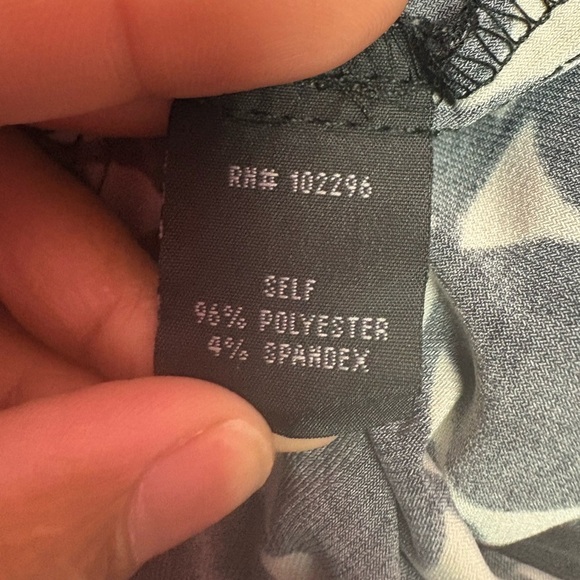 RN# 102296
SELF
96% POLYESTER
4% SPANDEX